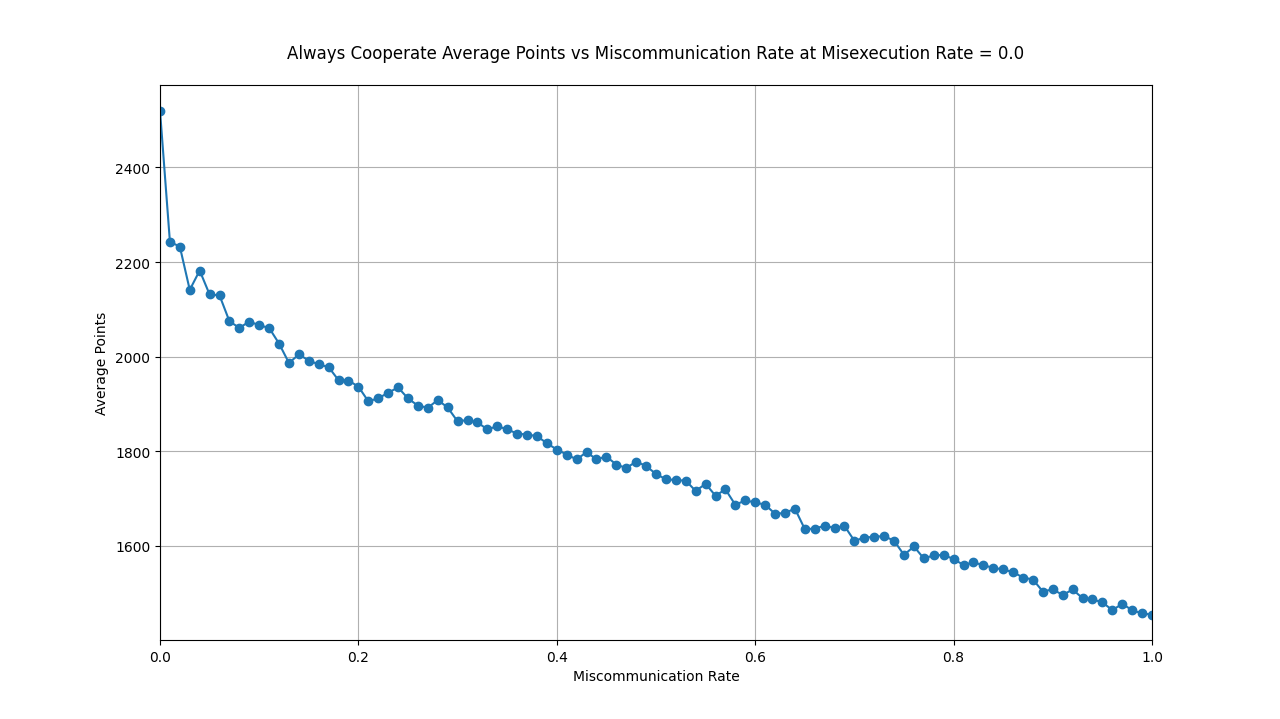 Always Cooperate Average Points vs Miscommunication Rate at Misexecution Rate = 0.0
2400
2200
2000
1800
1600
Average Points
0.0 0.2 0.4 0.6 0.8 1.0
Miscommunication Rate